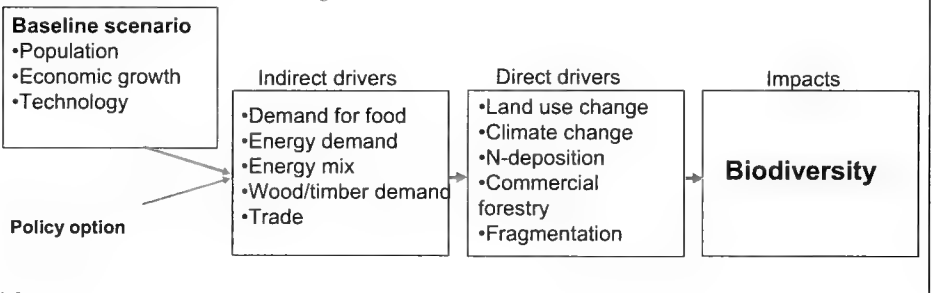 Baseline scenario
•Population
•Economic growth
•Technology
Policy option
Indirect drivers
•Demand for food
•Energy demand
•Energy mix
•Wood/timber demand
•Trade
Direct drivers
•Land use change
•Climate change
•N-deposition
•Commercial
forestry
•Fragmentation
Impacts
Biodiversity